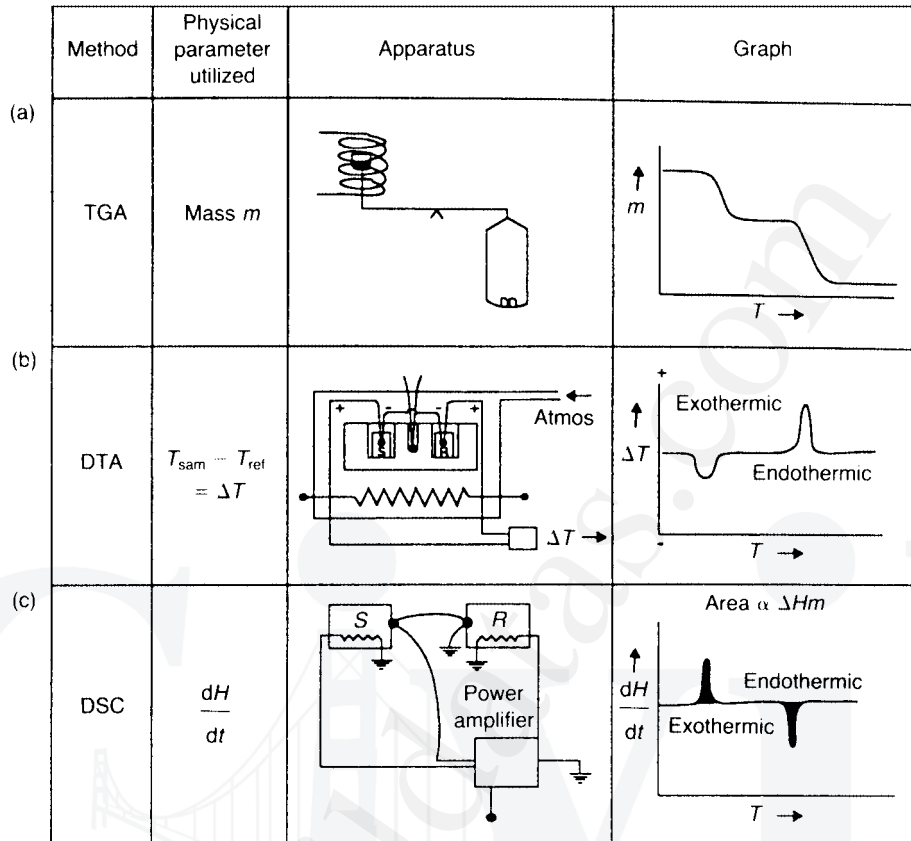 Method
Physical
parameter
utilized
Apparatus
Graph
(a)
TGA
Mass m
m
T →
(b)
DTA
T_sam − T_ref
= ΔT
+ - - +
S R
Atmos
ΔT →
+
Exothermic
ΔT
Endothermic
-
T →
(c)
DSC
dH
dt
S
R
Power
amplifier
Area α ΔHm
dH
dt
Endothermic
Exothermic
T →